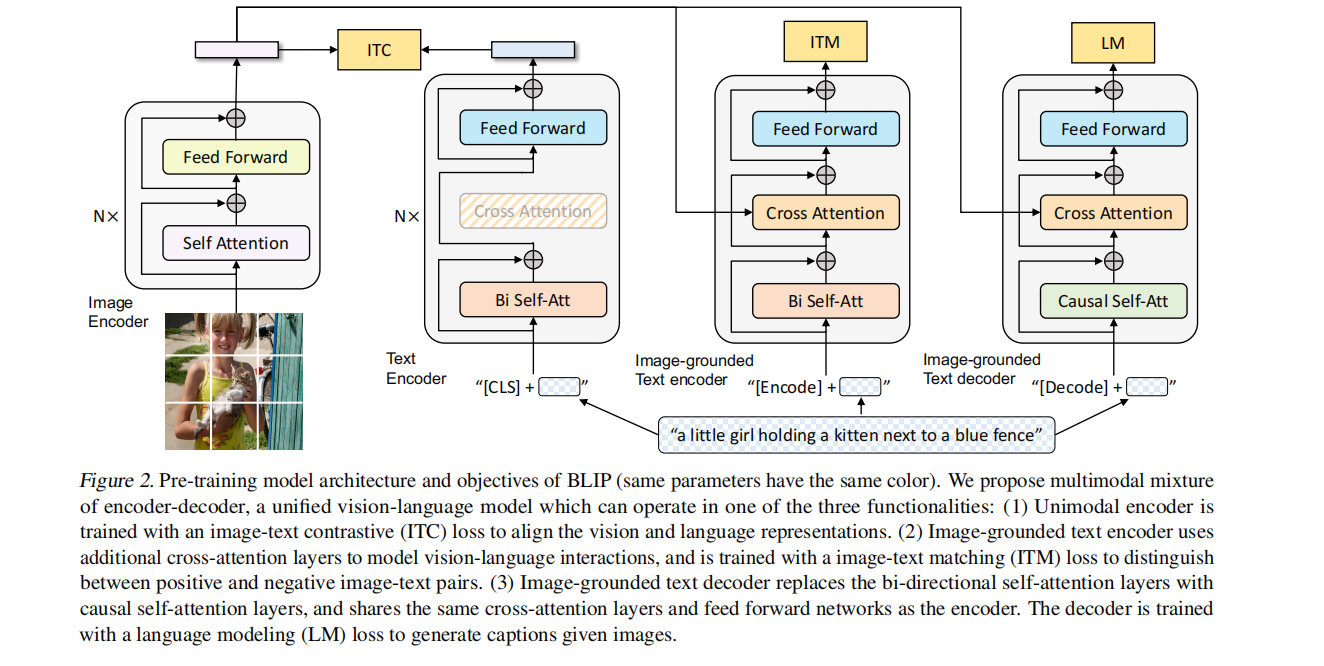 ITC
ITM
LM
Feed Forward
Self Attention
N×
Image
Encoder
Feed Forward
Cross Attention
Bi Self-Att
N×
Text
Encoder
“[CLS] + ”
Feed Forward
Cross Attention
Bi Self-Att
Image-grounded
Text encoder
“[Encode] + ”
Feed Forward
Cross Attention
Causal Self-Att
Image-grounded
Text decoder
“[Decode] + ”
“a little girl holding a kitten next to a blue fence”
Figure 2. Pre-training model architecture and objectives of BLIP (same parameters have the same color). We propose multimodal mixture
of encoder-decoder, a unified vision-language model which can operate in one of the three functionalities: (1) Unimodal encoder is
trained with an image-text contrastive (ITC) loss to align the vision and language representations. (2) Image-grounded text encoder uses
additional cross-attention layers to model vision-language interactions, and is trained with a image-text matching (ITM) loss to distinguish
between positive and negative image-text pairs. (3) Image-grounded text decoder replaces the bi-directional self-attention layers with
causal self-attention layers, and shares the same cross-attention layers and feed forward networks as the encoder. The decoder is trained
with a language modeling (LM) loss to generate captions given images.